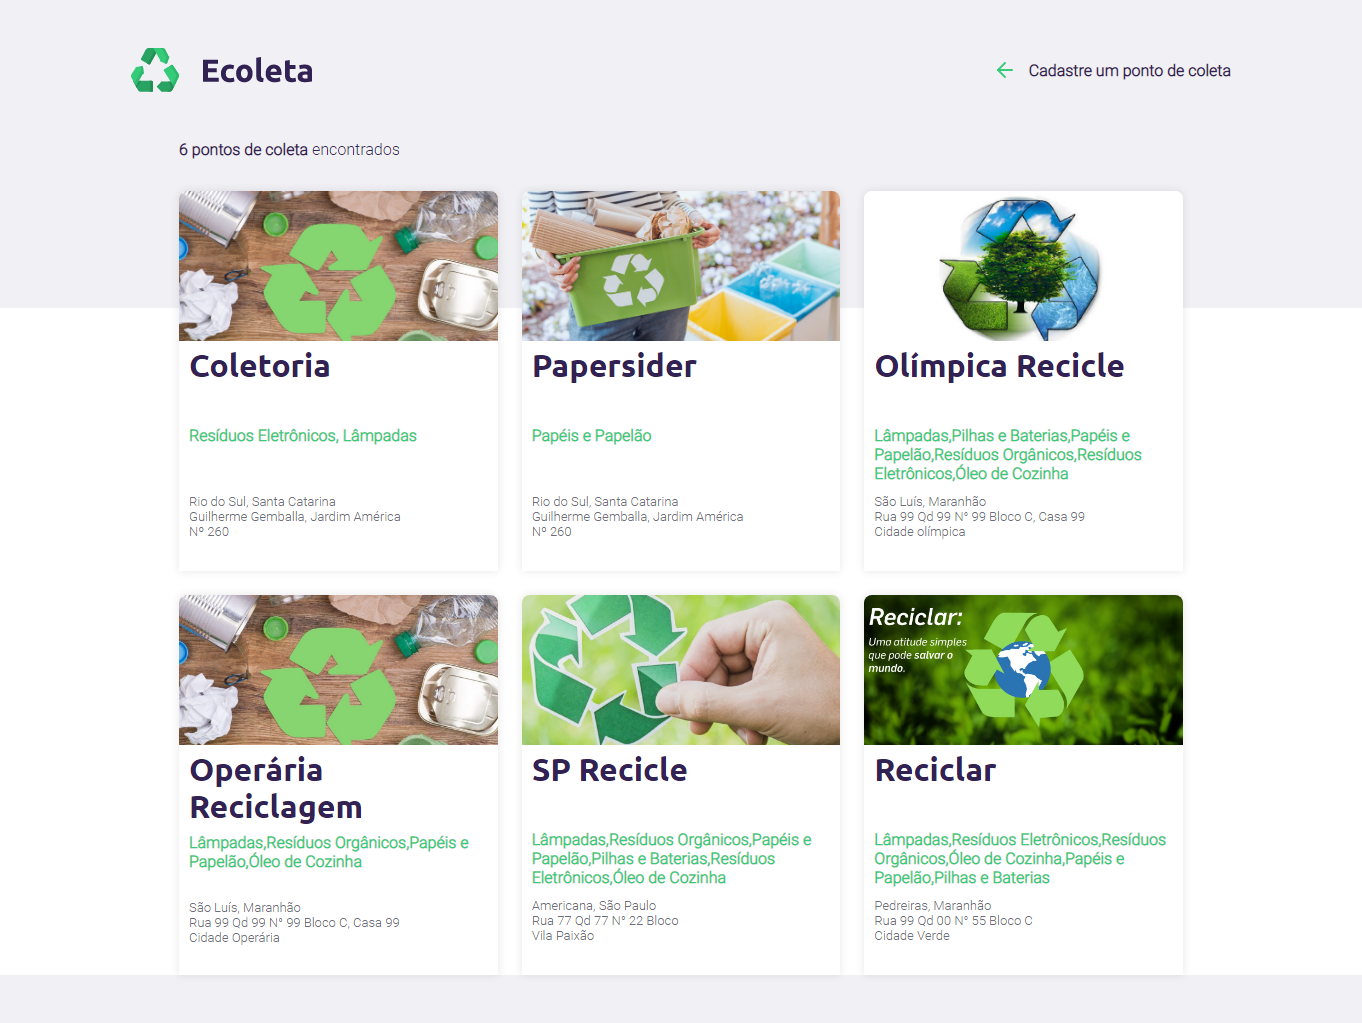 Ecoleta
Cadastre um ponto de coleta
6 pontos de coleta encontrados
Coletoria
Resíduos Eletrônicos, Lâmpadas
Rio do Sul, Santa Catarina
Guilherme Gemballa, Jardim América
Nº 260
Papersider
Papéis e Papelão
Rio do Sul, Santa Catarina
Guilherme Gemballa, Jardim América
Nº 260
Olímpica Recicle
Lâmpadas,Pilhas e Baterias,Papéis e
Papelão,Resíduos Orgânicos,Resíduos
Eletrônicos,Óleo de Cozinha
São Luís, Maranhão
Rua 99 Qd 99 N° 99 Bloco C, Casa 99
Cidade olímpica
Operária
Reciclagem
Lâmpadas,Resíduos Orgânicos,Papéis e
Papelão,Óleo de Cozinha
São Luís, Maranhão
Rua 99 Qd 99 N° 99 Bloco C, Casa 99
Cidade Operária
SP Recicle
Lâmpadas,Resíduos Orgânicos,Papéis e
Papelão,Pilhas e Baterias,Resíduos
Eletrônicos,Óleo de Cozinha
Americana, São Paulo
Rua 77 Qd 77 N° 22 Bloco
Vila Paixão
Reciclar:
Uma atitude simples
que pode salvar o
mundo.
Reciclar
Lâmpadas,Resíduos Eletrônicos,Resíduos
Orgânicos,Óleo de Cozinha,Papéis e
Papelão,Pilhas e Baterias
Pedreiras, Maranhão
Rua 99 Qd 00 N° 55 Bloco C
Cidade Verde